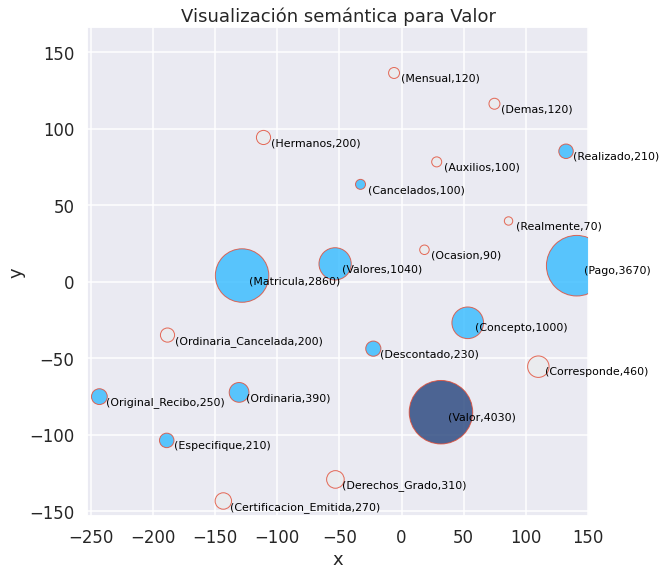 Visualización semántica para Valor
150
(Mensual,120)
(Demas,120)
100
(Hermanos,200)
(Realizado,210)
(Auxilios,100)
(Cancelados,100)
50
(Realmente,70)
(Ocasion,90)
(Valores,1040)
(Pago,3670)
y
0
(Matricula,2860)
(Concepto,1000)
(Ordinaria_Cancelada,200)
(Descontado,230)
−50
(Corresponde,460)
(Original_Recibo,250)
(Ordinaria,390)
(Valor,4030)
−100
(Especifique,210)
(Derechos_Grado,310)
(Certificacion_Emitida,270)
−150
−250 −200 −150 −100 −50 0 50 100 150
x